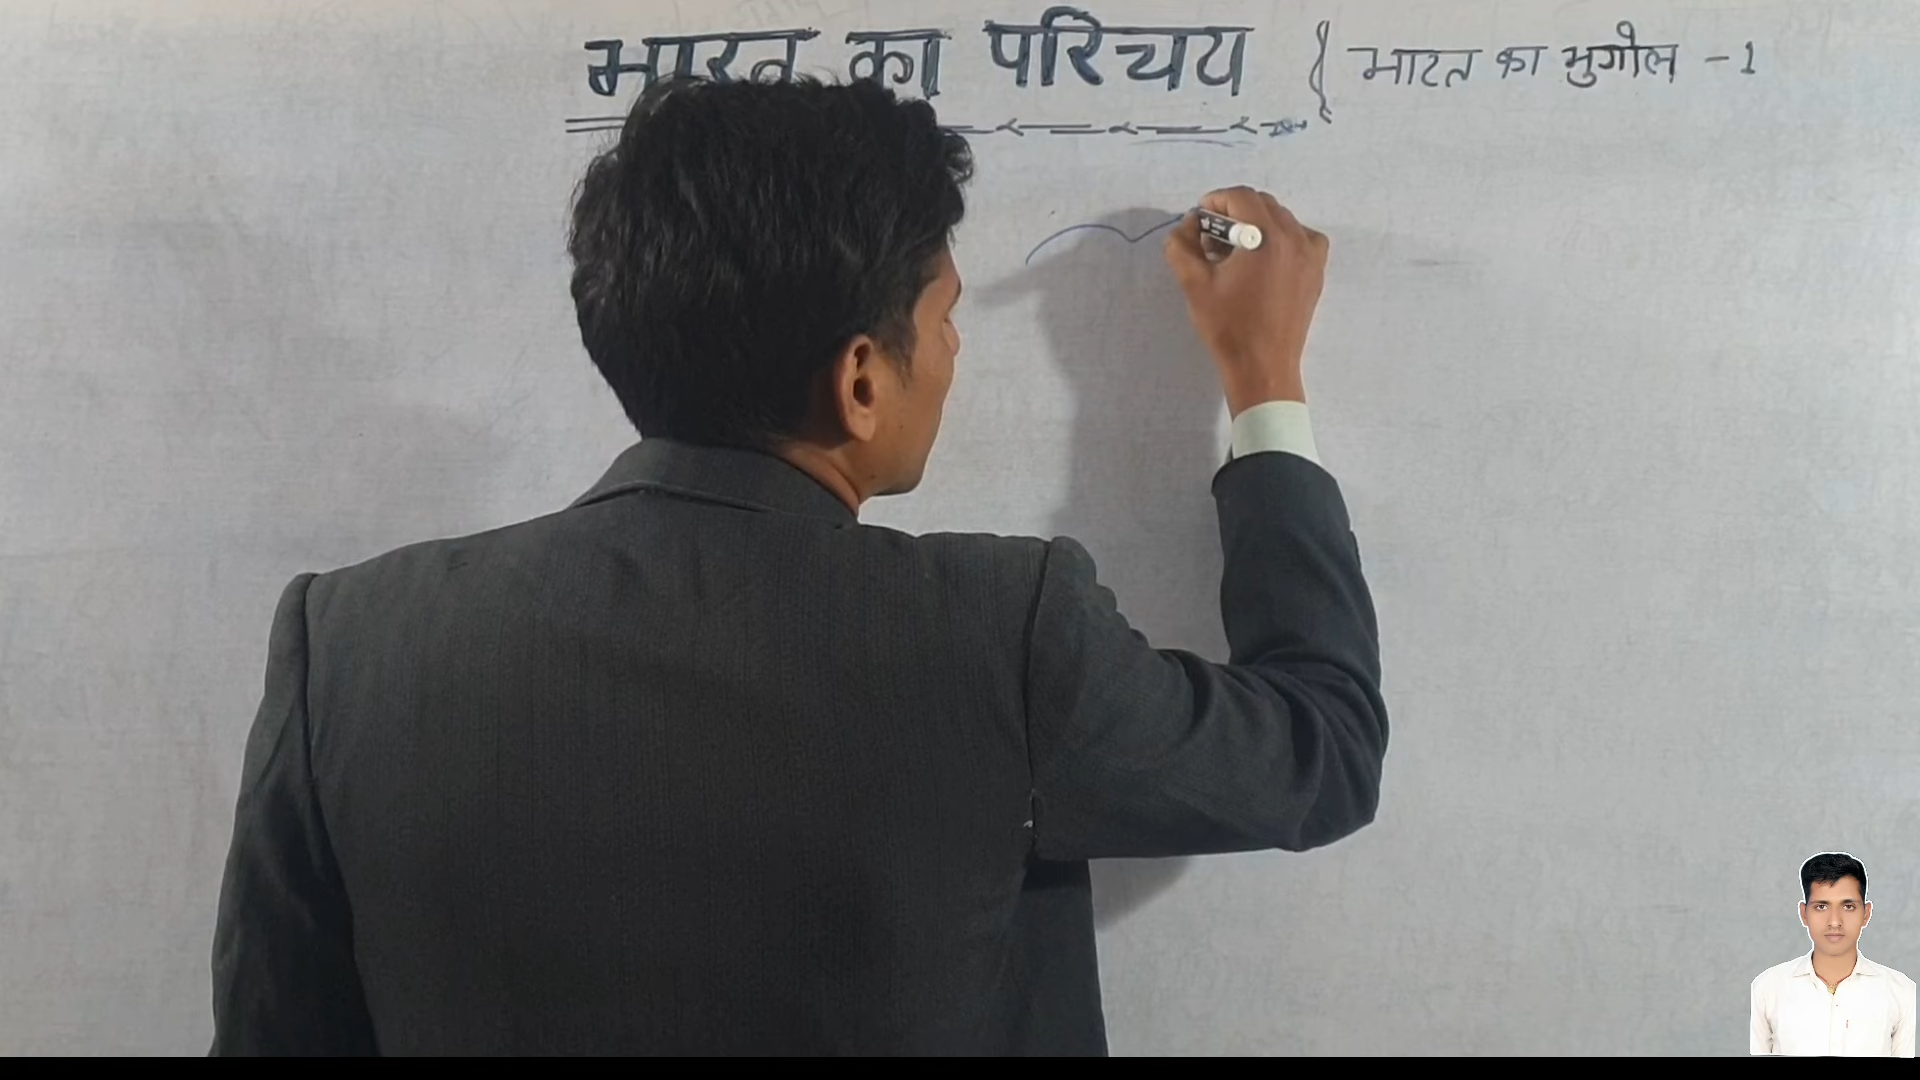 भारत का परिचय { भारत का भुगोल - 1